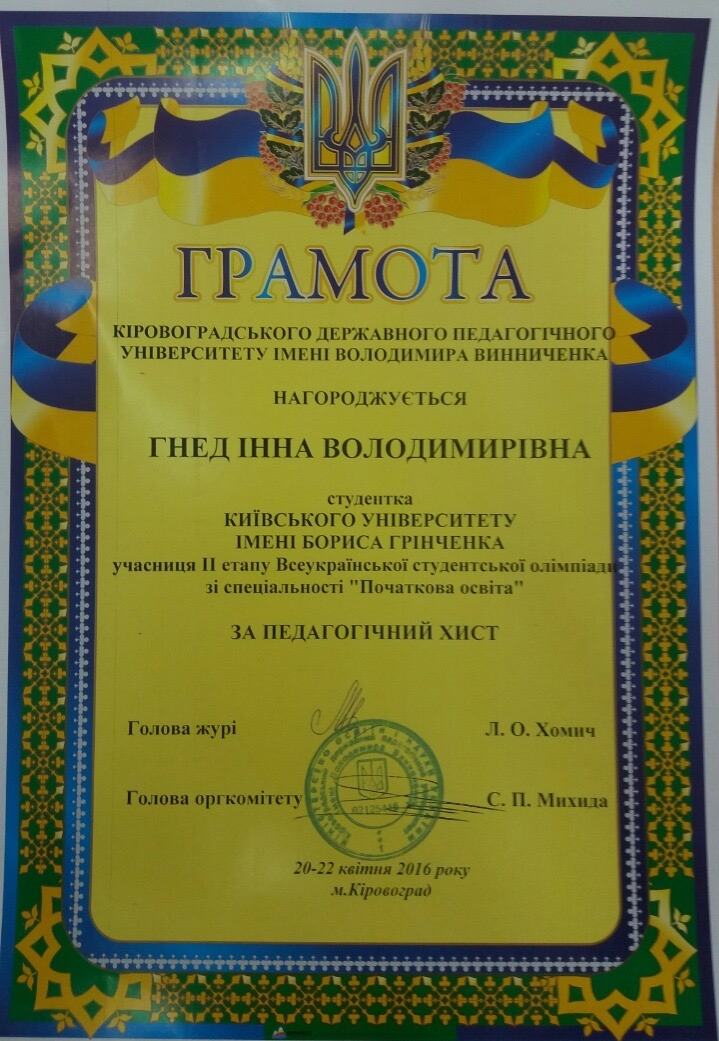 ГРАМОТА
КІРОВОГРАДСЬКОГО ДЕРЖАВНОГО ПЕДАГОГІЧНОГО
УНІВЕРСИТЕТУ ІМЕНІ ВОЛОДИМИРА ВИННИЧЕНКА
НАГОРОДЖУЄТЬСЯ
ГНЕД ІННА ВОЛОДИМИРІВНА
студентка
КИЇВСЬКОГО УНІВЕРСИТЕТУ
ІМЕНІ БОРИСА ГРІНЧЕНКА
учасниця ІІ етапу Всеукраїнської студентської олімпіади
зі спеціальності "Початкова освіта"
ЗА ПЕДАГОГІЧНИЙ ХИСТ
Голова журі Л. О. Хомич
Голова оргкомітету С. П. Михида
20-22 квітня 2016 року
м.Кіровоград